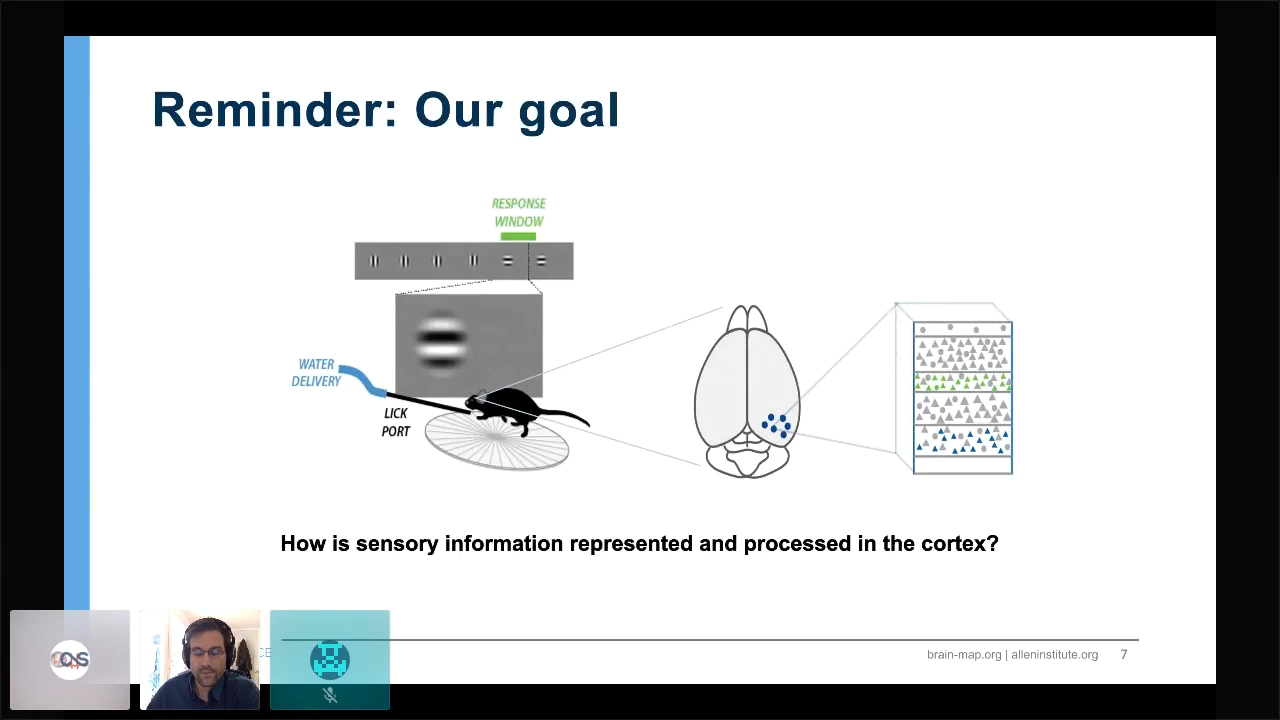 Reminder: Our goal
RESPONSE
WINDOW
WATER
DELIVERY
LICK
PORT
How is sensory information represented and processed in the cortex?
brain-map.org | alleninstitute.org
7